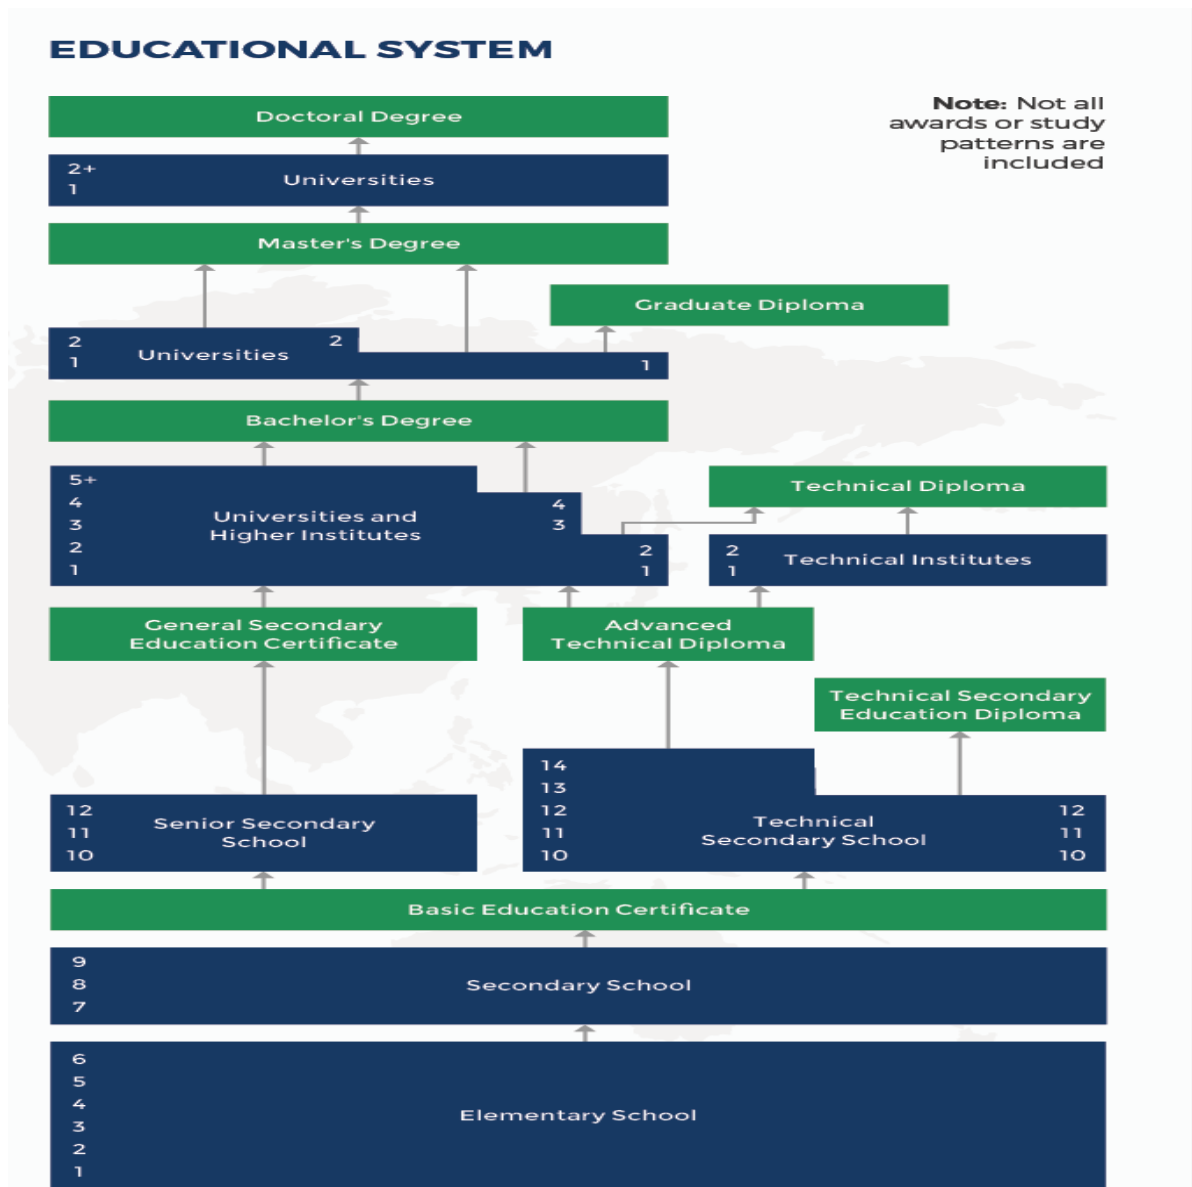 EDUCATIONAL SYSTEM
Note: Not all
awards or study
patterns are
included
Doctoral Degree
2+
1
Universities
Master's Degree
Graduate Diploma
2
1
Universities
2
1
Bachelor's Degree
5+
4
3
2
1
Universities and
Higher Institutes
4
3
2
1
Technical Diploma
2
1
Technical Institutes
General Secondary
Education Certificate
Advanced
Technical Diploma
Technical Secondary
Education Diploma
12
11
10
Senior Secondary
School
14
13
12
11
10
Technical
Secondary School
12
11
10
Basic Education Certificate
9
8
7
Secondary School
6
5
4
3
2
1
Elementary School